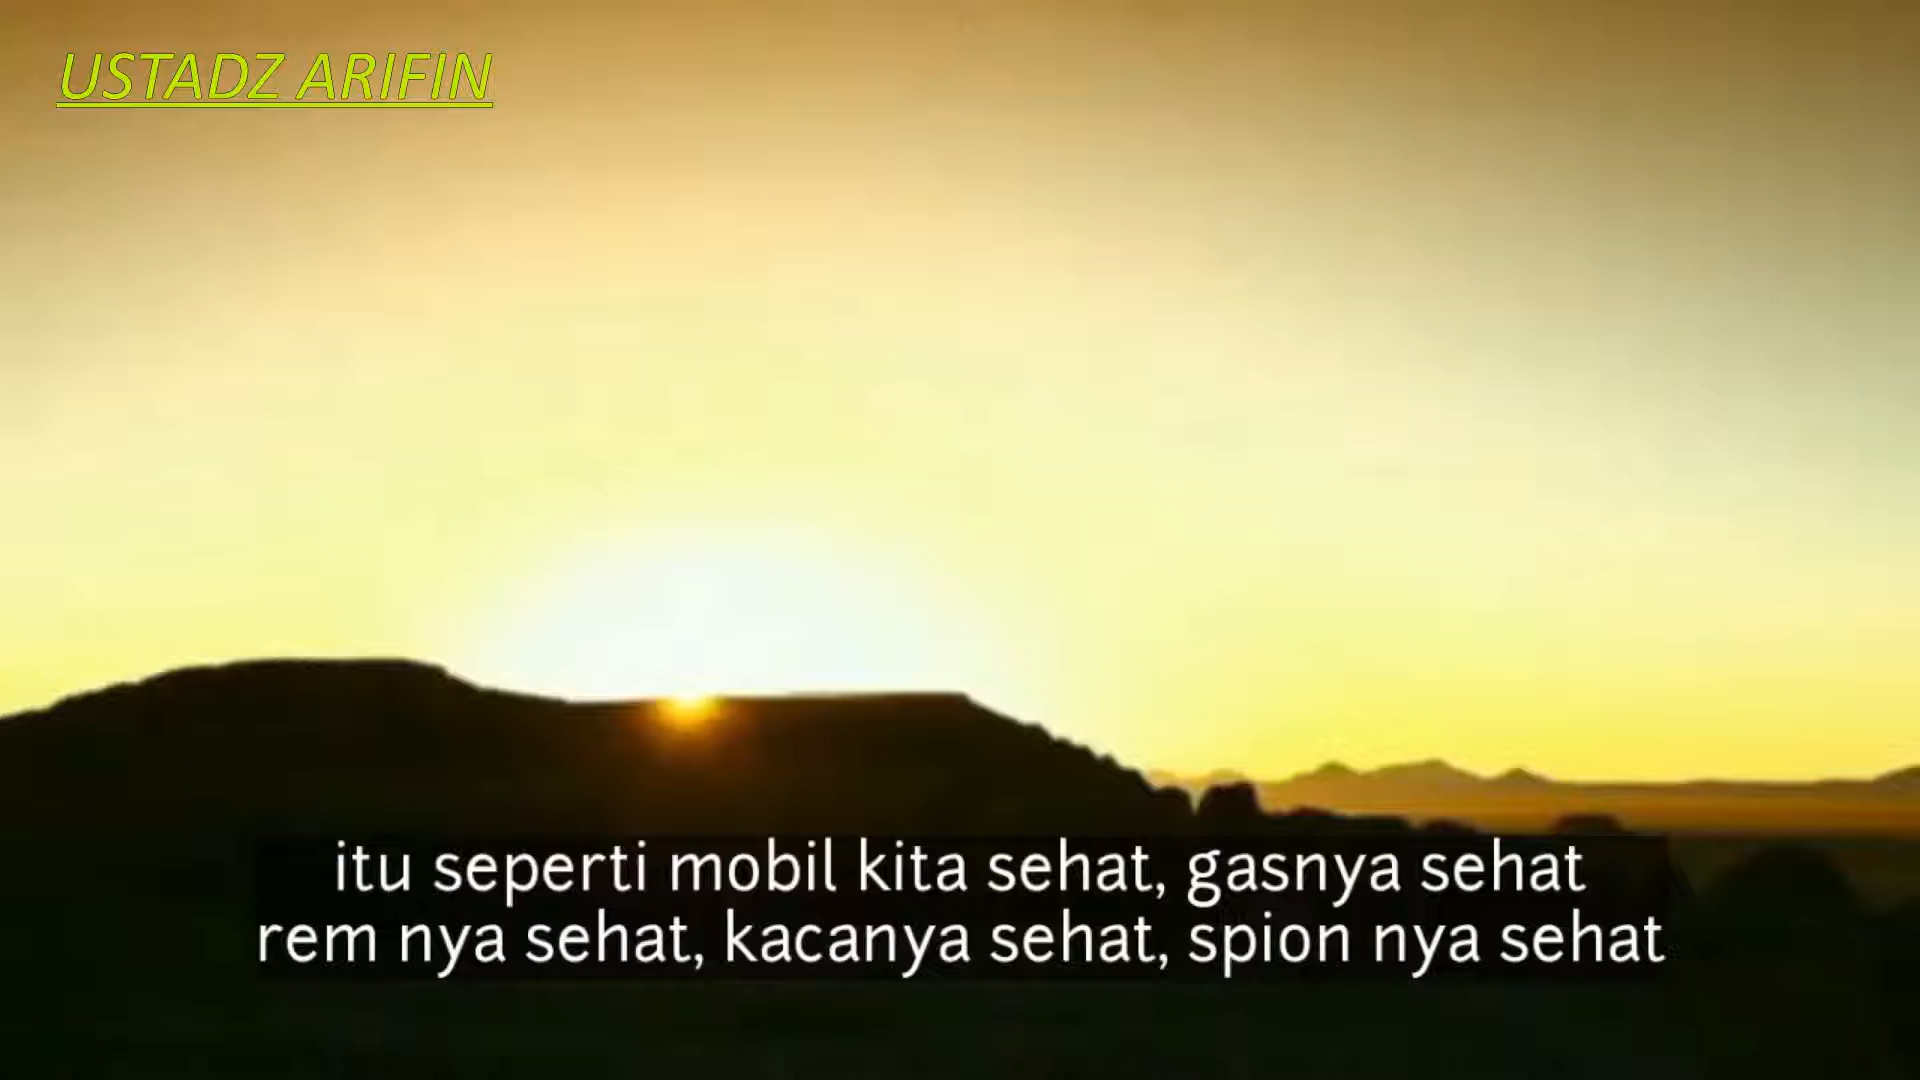 USTADZ ARIFIN
itu seperti mobil kita sehat, gasnya sehat
rem nya sehat, kacanya sehat, spion nya sehat